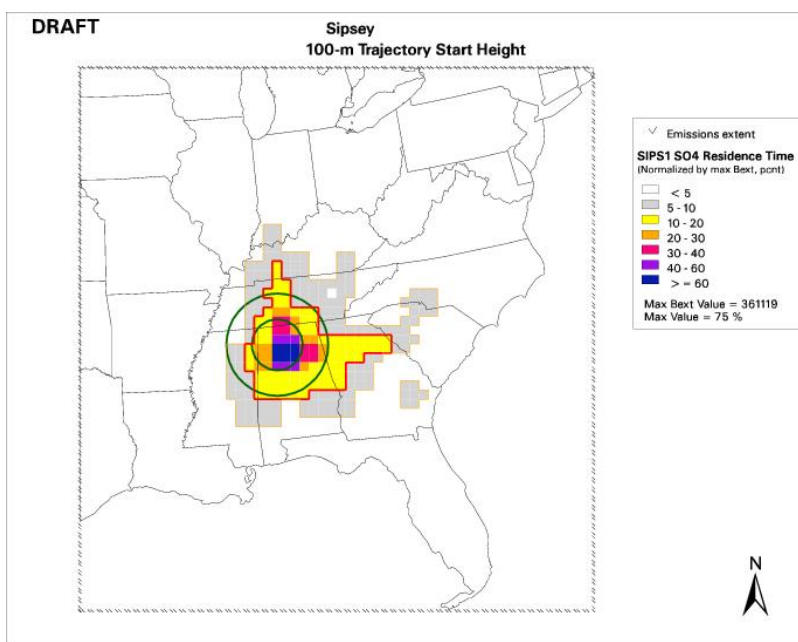 DRAFT
Sipsey
100-m Trajectory Start Height
Emissions extent
SIPS1 SO4 Residence Time
(Normalized by max Bext, pcnt)
< 5
5 - 10
10 - 20
20 - 30
30 - 40
40 - 60
> = 60
Max Bext Value = 361119
Max Value = 75 %
N